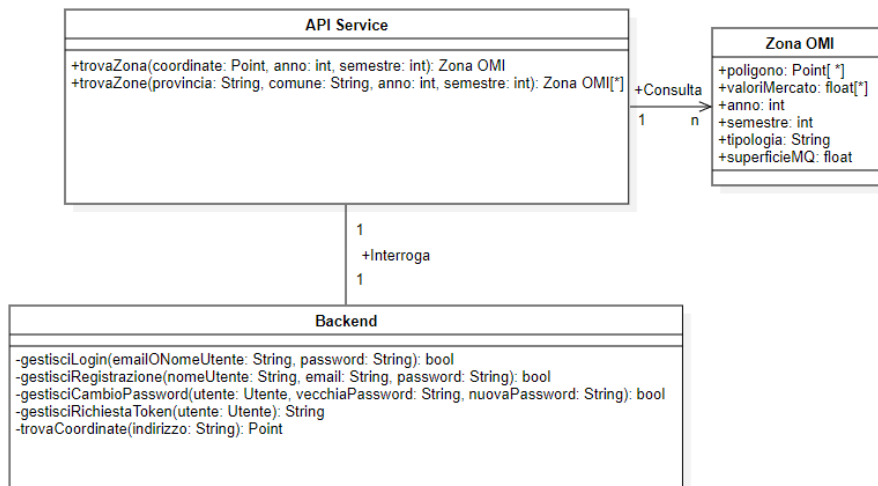 API Service
+trovaZona(coordinate: Point, anno: int, semestre: int): Zona OMI
+trovaZone(provincia: String, comune: String, anno: int, semestre: int): Zona OMI[*]
+Consulta
1
n
Zona OMI
+poligono: Point[ *]
+valoriMercato: float[*]
+anno: int
+semestre: int
+tipologia: String
+superficieMQ: float
1
+Interroga
1
Backend
-gestisciLogin(emailONomeUtente: String, password: String): bool
-gestisciRegistrazione(nomeUtente: String, email: String, password: String): bool
-gestisciCambioPassword(utente: Utente, vecchiaPassword: String, nuovaPassword: String): bool
-gestisciRichiestaToken(utente: Utente): String
-trovaCoordinate(indirizzo: String): Point